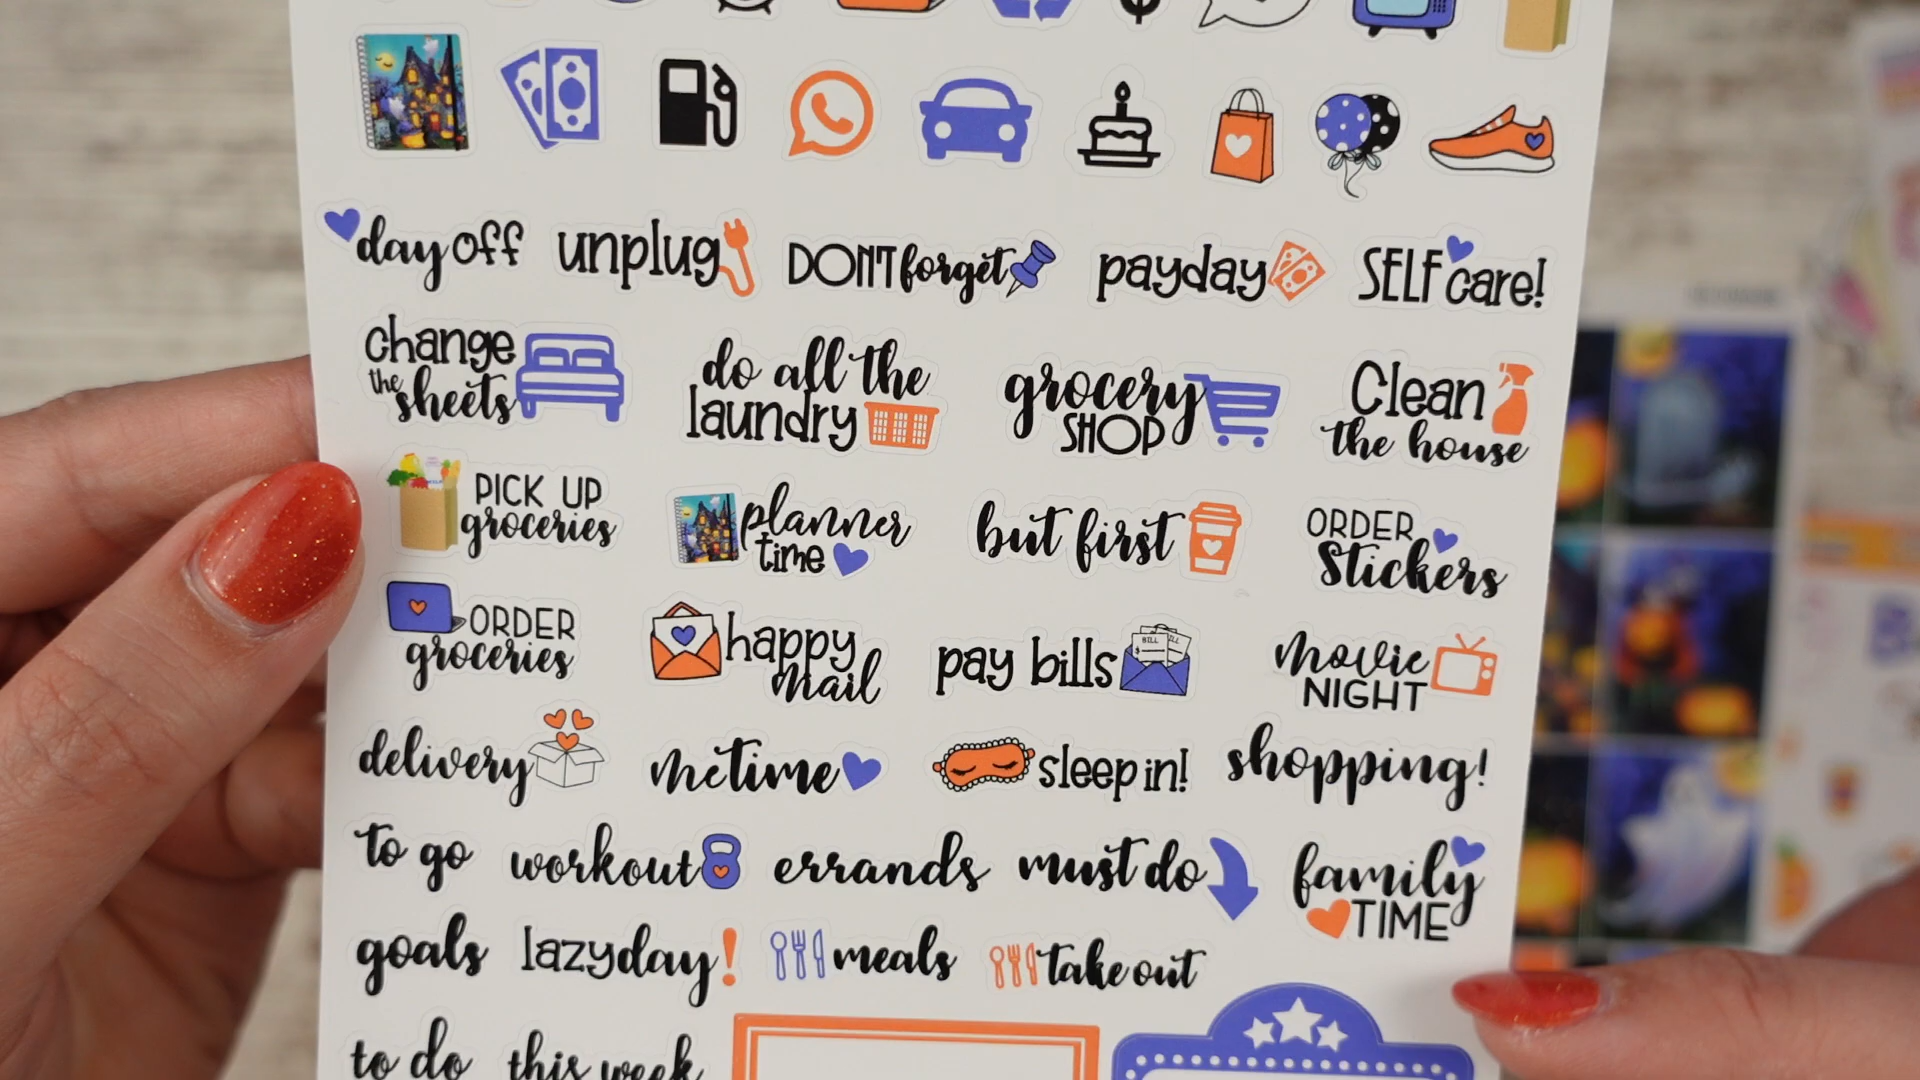 day off
unplug
DON'T forget
payday
SELF care!
change
the sheets
do all the
laundry
grocery
SHOP
Clean
the house
PICK UP
groceries
planner
time
but first
ORDER
Stickers
ORDER
groceries
happy
mail
pay bills
BILL
movie
NIGHT
delivery
me time
sleep in!
shopping!
to go
workout
errands
must do
family
TIME
goals
lazy day!
meals
take out
to do
this week